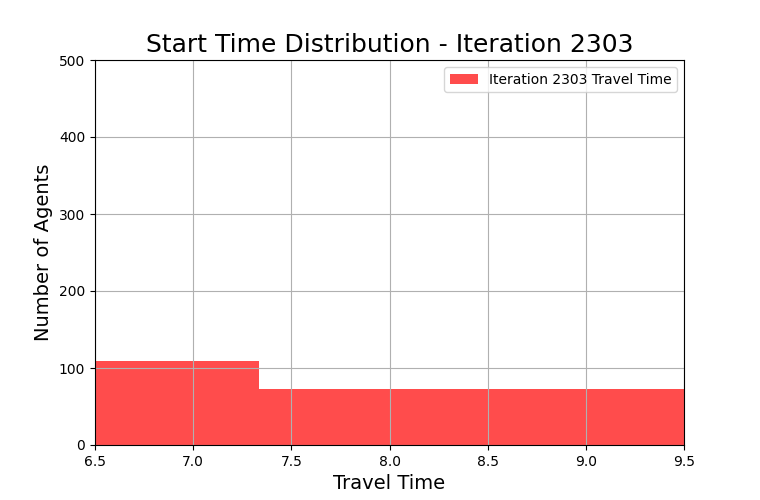 Start Time Distribution - Iteration 2303
Iteration 2303 Travel Time
Number of Agents
500
400
300
200
100
0
6.5 7.0 7.5 8.0 8.5 9.0 9.5
Travel Time